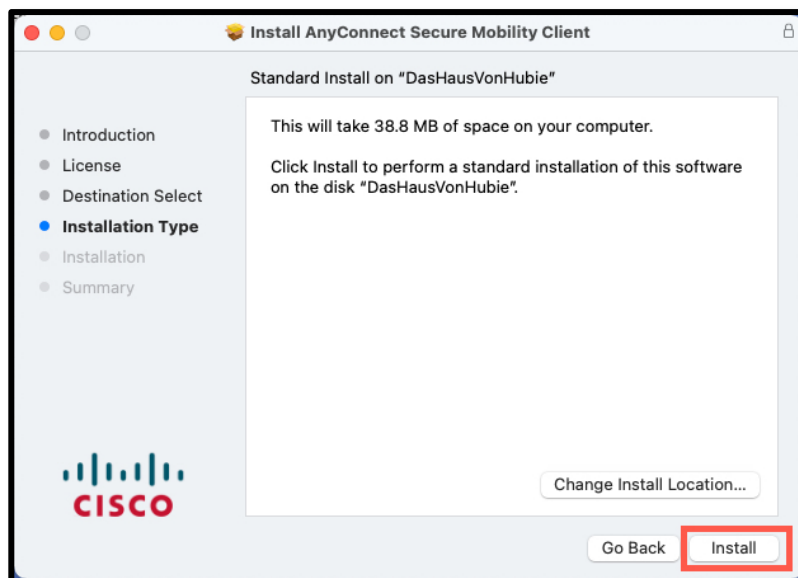 Install AnyConnect Secure Mobility Client
Standard Install on “DasHausVonHubie”
Introduction
License
Destination Select
Installation Type
Installation
Summary
This will take 38.8 MB of space on your computer.
Click Install to perform a standard installation of this software
on the disk “DasHausVonHubie”.
CISCO
Change Install Location...
Go Back
Install